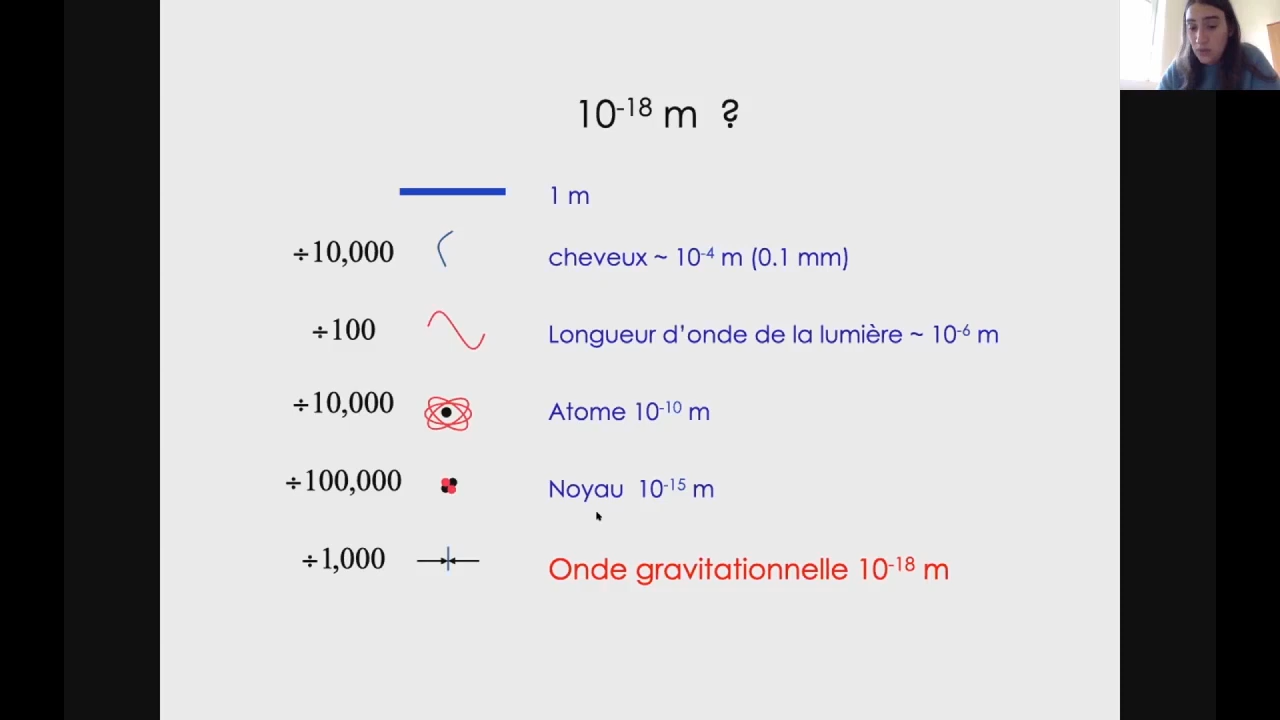 10⁻¹⁸ m ?
1 m
÷10,000 cheveux ~ 10⁻⁴ m (0.1 mm)
÷100 Longueur d’onde de la lumière ~ 10⁻⁶ m
÷10,000 Atome 10⁻¹⁰ m
÷100,000 Noyau 10⁻¹⁵ m
÷1,000 Onde gravitationnelle 10⁻¹⁸ m